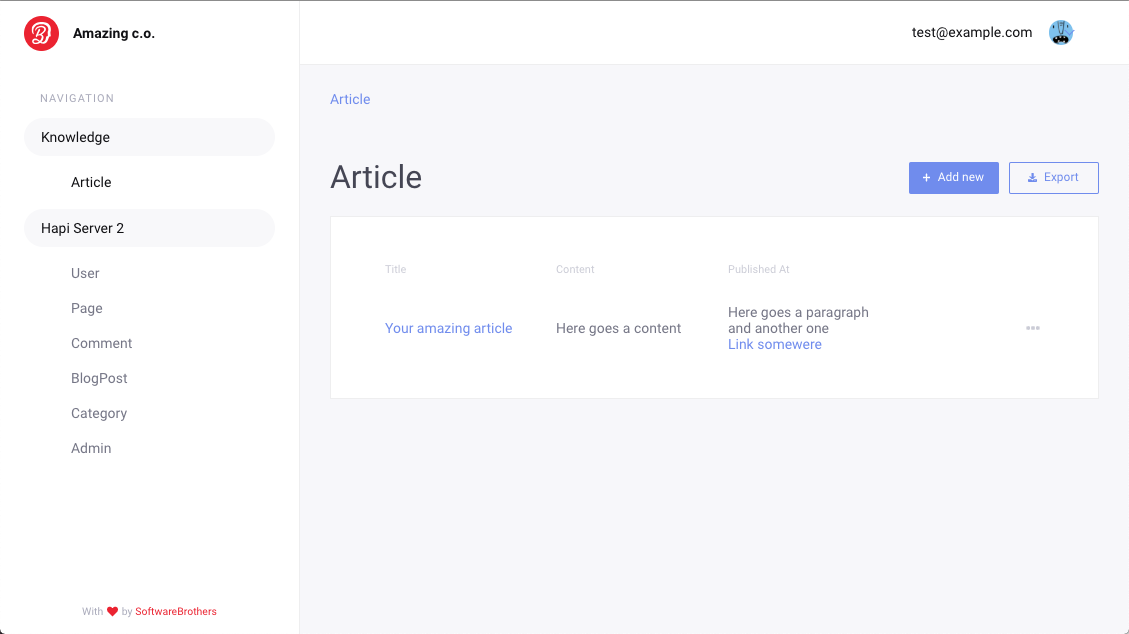 Amazing c.o.
test@example.com
NAVIGATION
Knowledge
Article
Hapi Server 2
User
Page
Comment
BlogPost
Category
Admin
With by SoftwareBrothers
Article
Article
Add new
Export
Title Content Published At
Your amazing article
Here goes a content
Here goes a paragraph
and another one
Link somewere